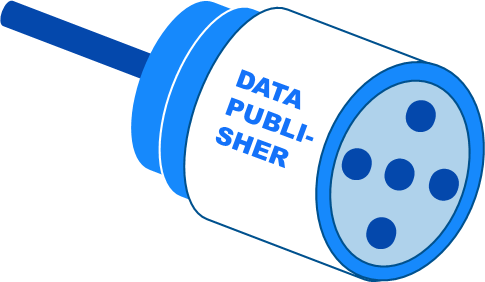 DATA
PUBLI-
SHER